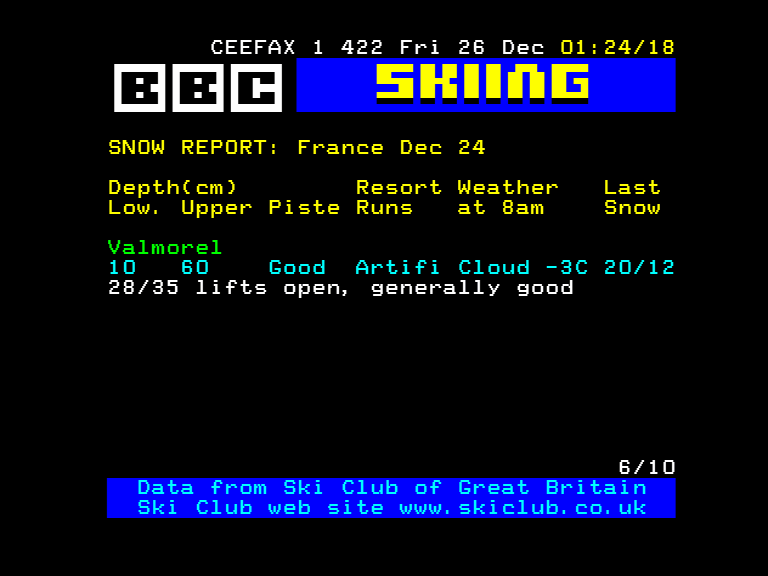 CEEFAX 1 422 Fri 26 Dec 01:24/18
BBC SKIING
SNOW REPORT: France Dec 24
Depth(cm) Resort Weather Last
Low. Upper Piste Runs at 8am Snow
Valmorel
10 60 Good Artifi Cloud -3C 20/12
28/35 lifts open, generally good
6/10
Data from Ski Club of Great Britain
Ski Club web site www.skiclub.co.uk